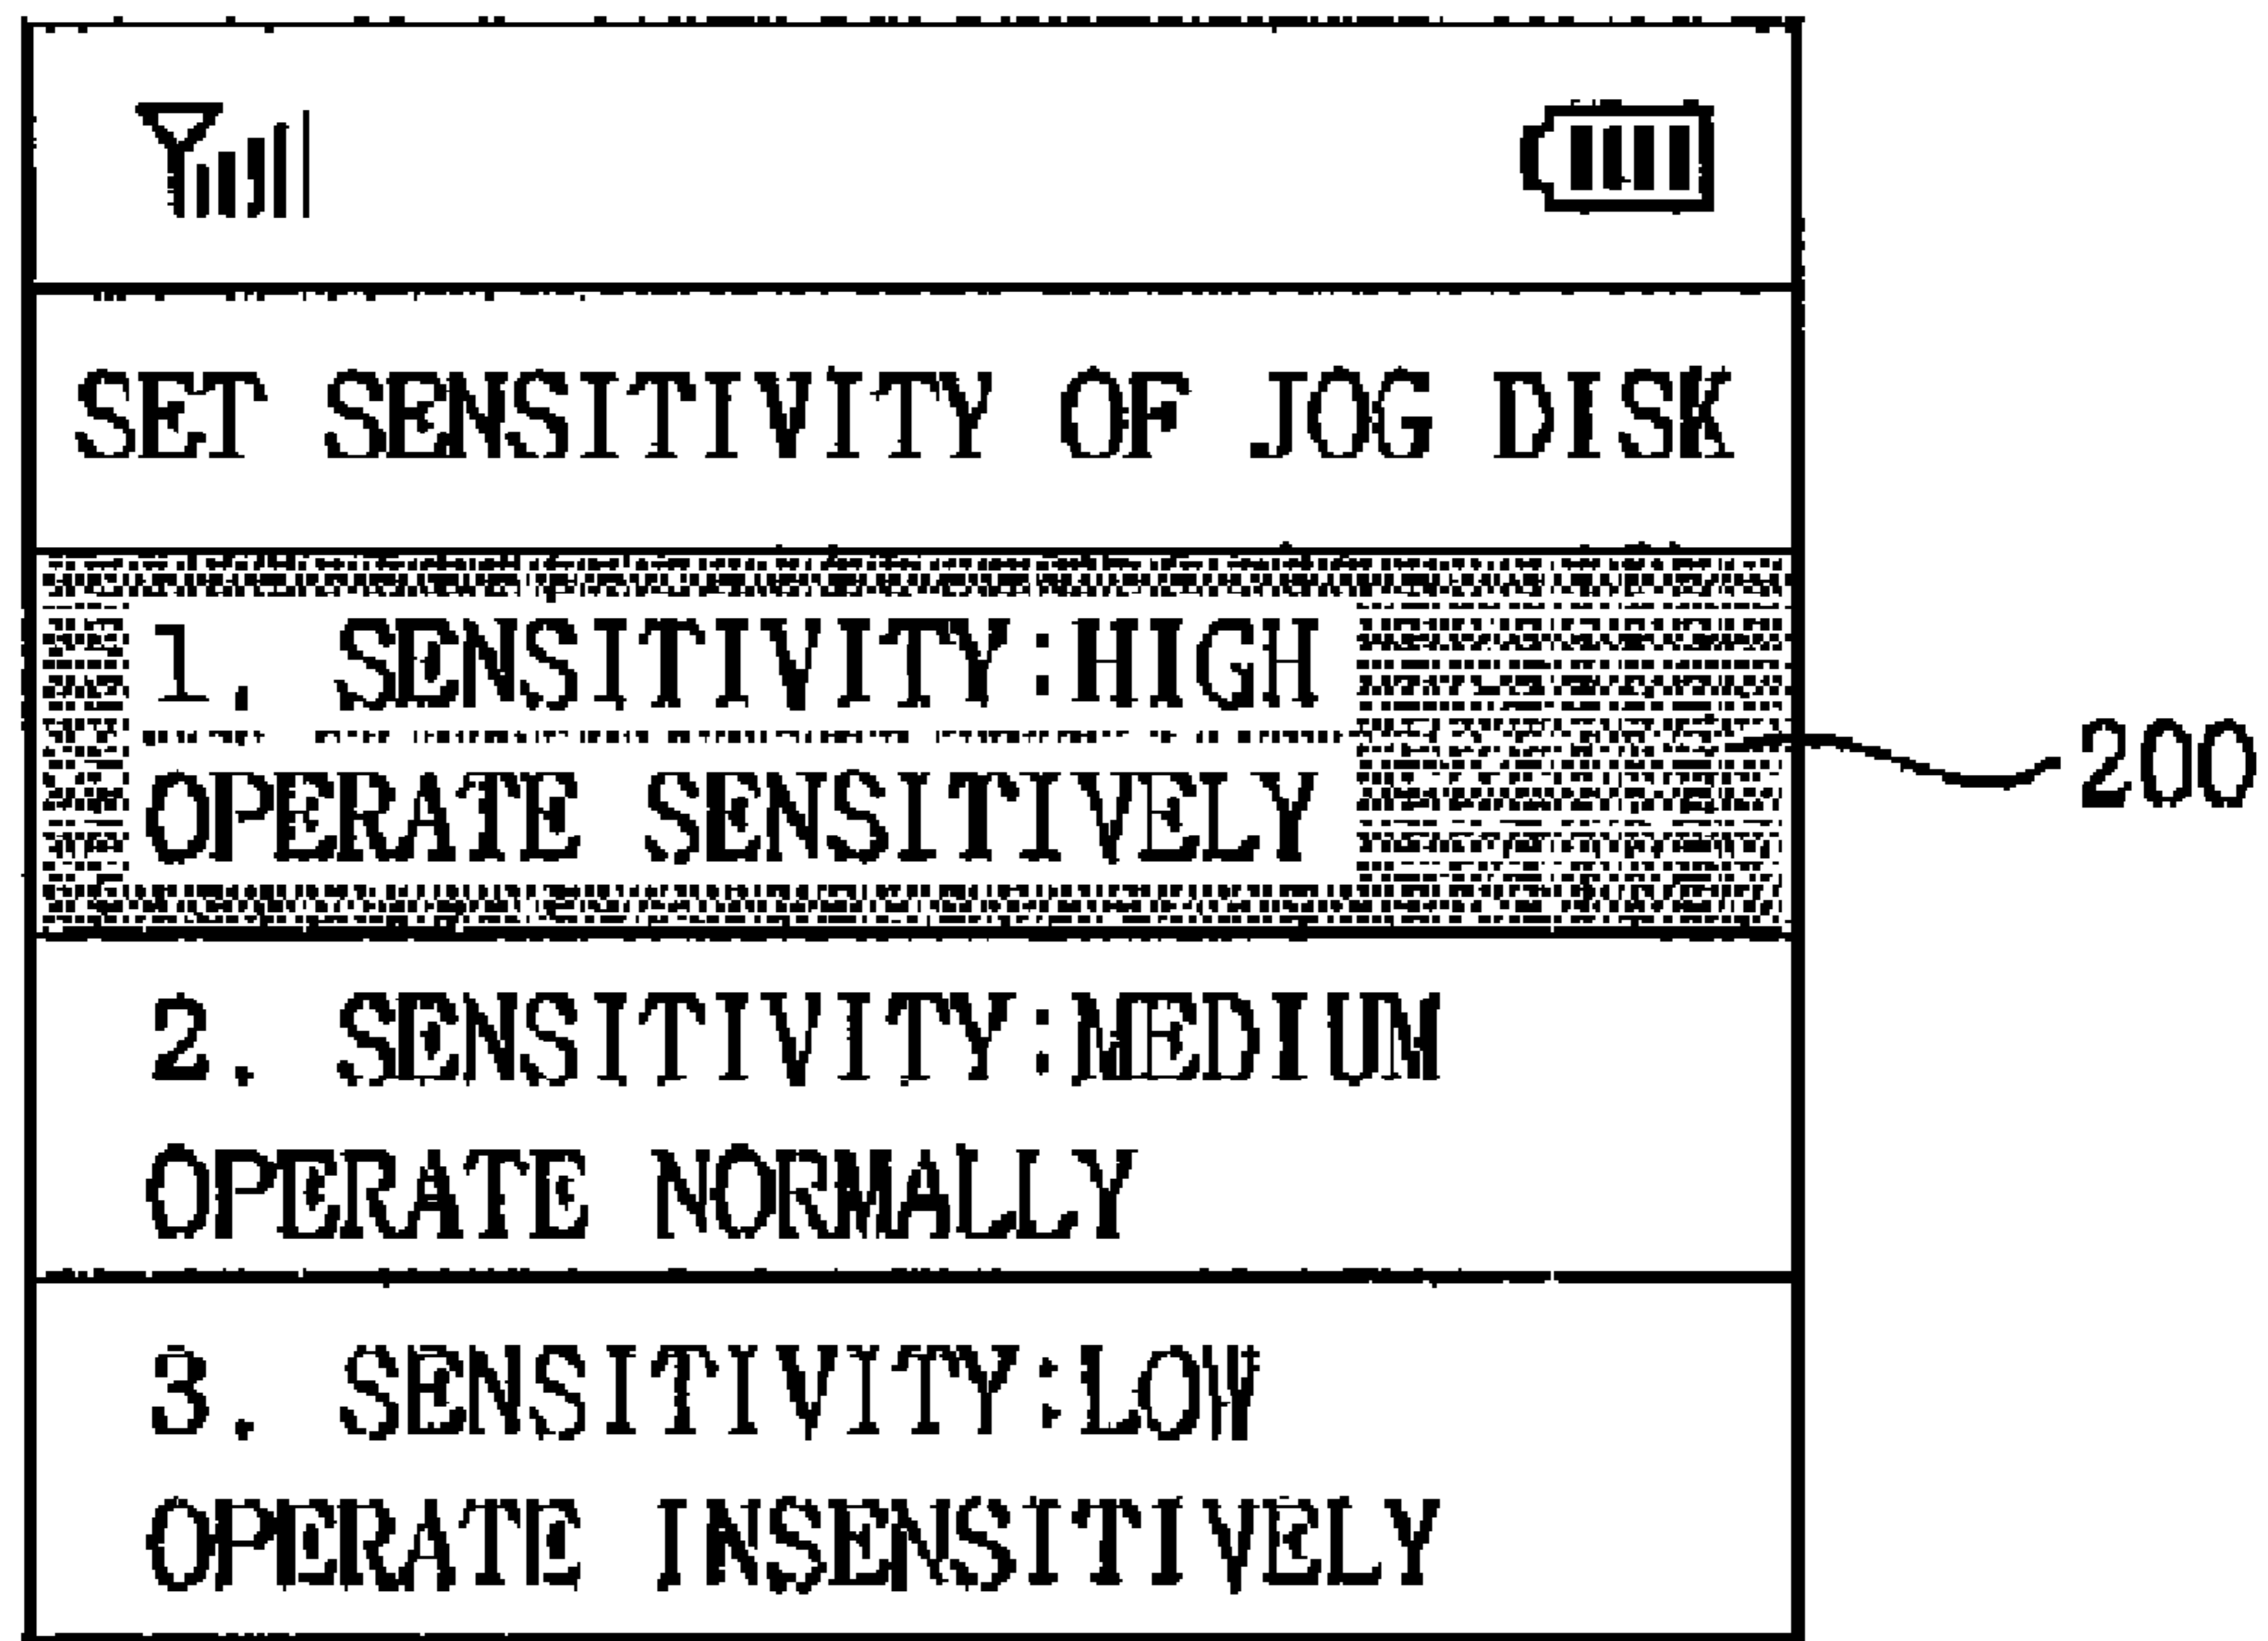 SET SENSITIVITY OF JOG DISK
1. SENSITIVITY:HIGH
OPERATE SENSITIVELY
200
2. SENSITIVITY:MEDIUM
OPERATE NORMALLY
3. SENSITIVITY:LOW
OPERATE INSENSITIVELY